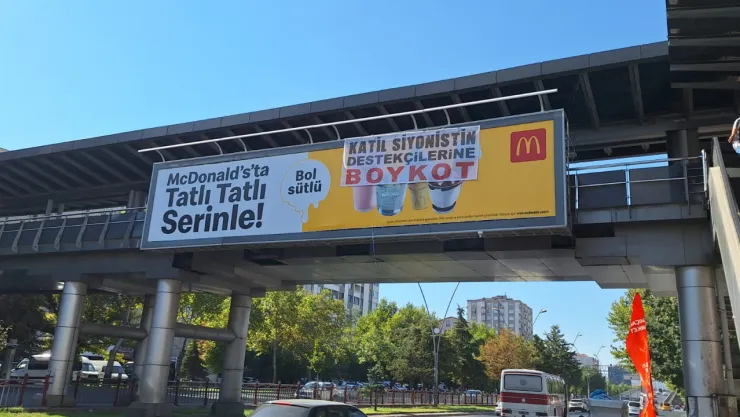 McDonald's'ta
Tatlı Tatlı
Serinle!
Bol
sütlü
KATİL SİYONİSTİN
DESTEKÇİLERİNE
BOYKOT